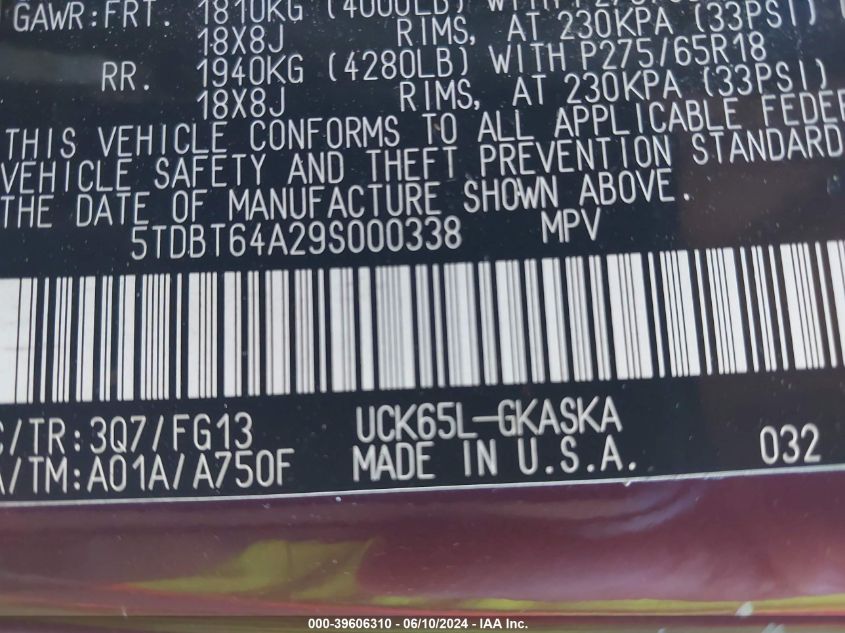 GAWR:FRT. 1810KG (4000LB) WITH
18X8J RIMS, AT 230KPA (33PSI)
RR. 1940KG (4280LB) WITH P275/65R18
18X8J RIMS, AT 230KPA (33PSI)
THIS VEHICLE CONFORMS TO ALL APPLICABLE FEDER
VEHICLE SAFETY AND THEFT PREVENTION STANDARD
THE DATE OF MANUFACTURE SHOWN ABOVE.
5TDBT64A29S000338 MPV
/TR:3Q7/FG13 UCK65L-GKASKA
/TM:A01A/A750F MADE IN U.S.A. 032
000-39606310 - 06/10/2024 - IAA Inc.